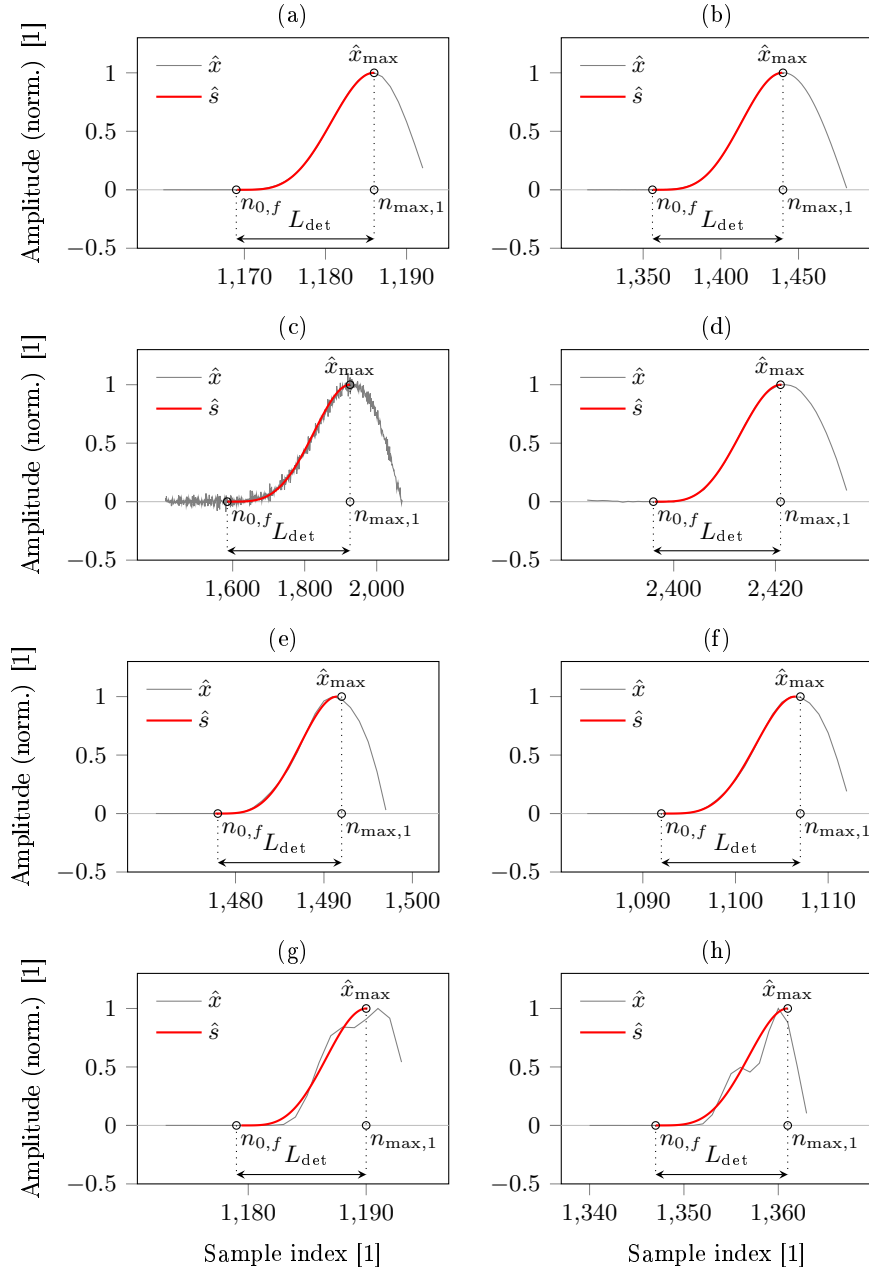 (a)
Amplitude (norm.) [1]
x̂
ŝ
x̂max
n0,f
nmax,1
Ldet
1
0.5
0
−0.5
1,170 1,180 1,190
(b)
x̂
ŝ
x̂max
n0,f
nmax,1
Ldet
1
0.5
0
−0.5
1,350 1,400 1,450
(c)
Amplitude (norm.) [1]
x̂
ŝ
x̂max
n0,f
nmax,1
Ldet
1
0.5
0
−0.5
1,600 1,800 2,000
(d)
x̂
ŝ
x̂max
n0,f
nmax,1
Ldet
1
0.5
0
−0.5
2,400 2,420
(e)
Amplitude (norm.) [1]
x̂
ŝ
x̂max
n0,f
nmax,1
Ldet
1
0.5
0
−0.5
1,480 1,490 1,500
(f)
x̂
ŝ
x̂max
n0,f
nmax,1
Ldet
1
0.5
0
−0.5
1,090 1,100 1,110
(g)
Amplitude (norm.) [1]
x̂
ŝ
x̂max
n0,f
nmax,1
Ldet
1
0.5
0
−0.5
1,180 1,190
Sample index [1]
(h)
x̂
ŝ
x̂max
n0,f
nmax,1
Ldet
1
0.5
0
−0.5
1,340 1,350 1,360
Sample index [1]